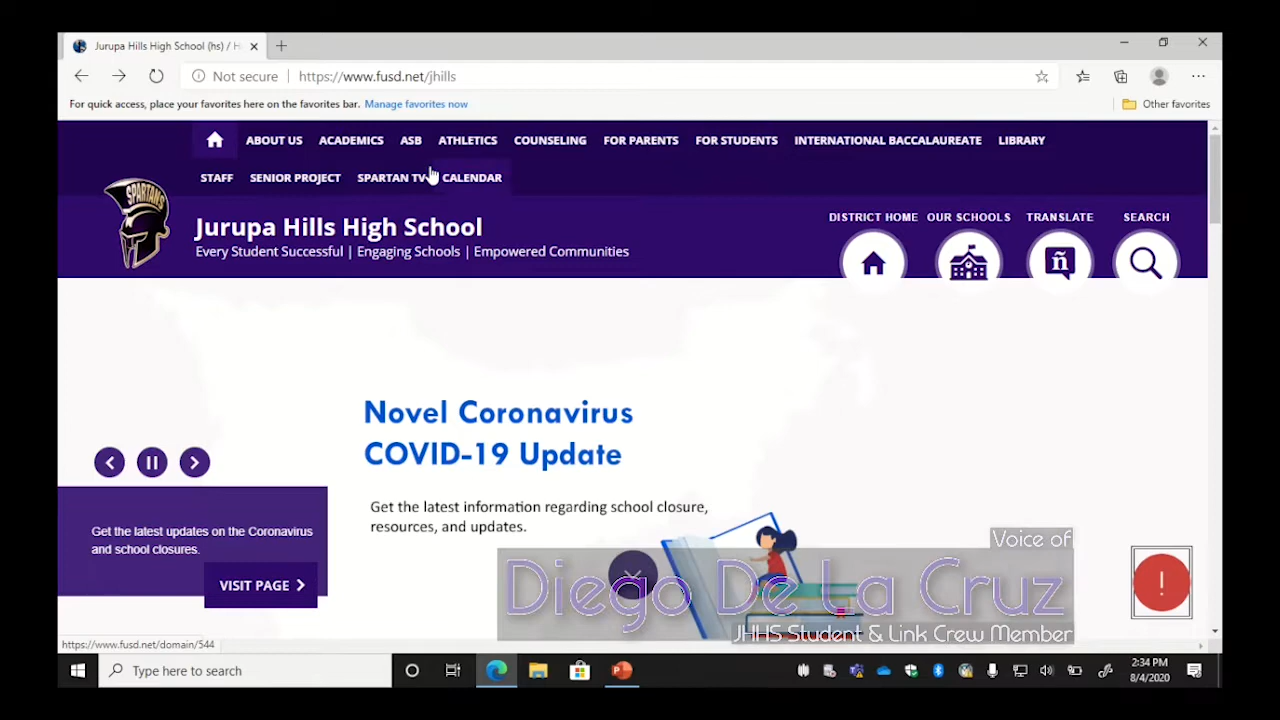 Jurupa Hills High School (hs) / H
Not secure
https://www.fusd.net/jhills
For quick access, place your favorites here on the favorites bar. Manage favorites now
Other favorites
ABOUT US ACADEMICS ASB ATHLETICS COUNSELING FOR PARENTS FOR STUDENTS INTERNATIONAL BACCALAUREATE LIBRARY
STAFF SENIOR PROJECT SPARTAN TV CALENDAR
SPARTANS
Jurupa Hills High School
Every Student Successful | Engaging Schools | Empowered Communities
DISTRICT HOME OUR SCHOOLS TRANSLATE SEARCH
ñ
Novel Coronavirus
COVID-19 Update
Get the latest information regarding school closure,
resources, and updates.
Get the latest updates on the Coronavirus
and school closures.
VISIT PAGE
Voice of
Diego De La Cruz
JHHS Student & Link Crew Member
!
https://www.fusd.net/domain/544
Type here to search
2:34 PM
8/4/2020